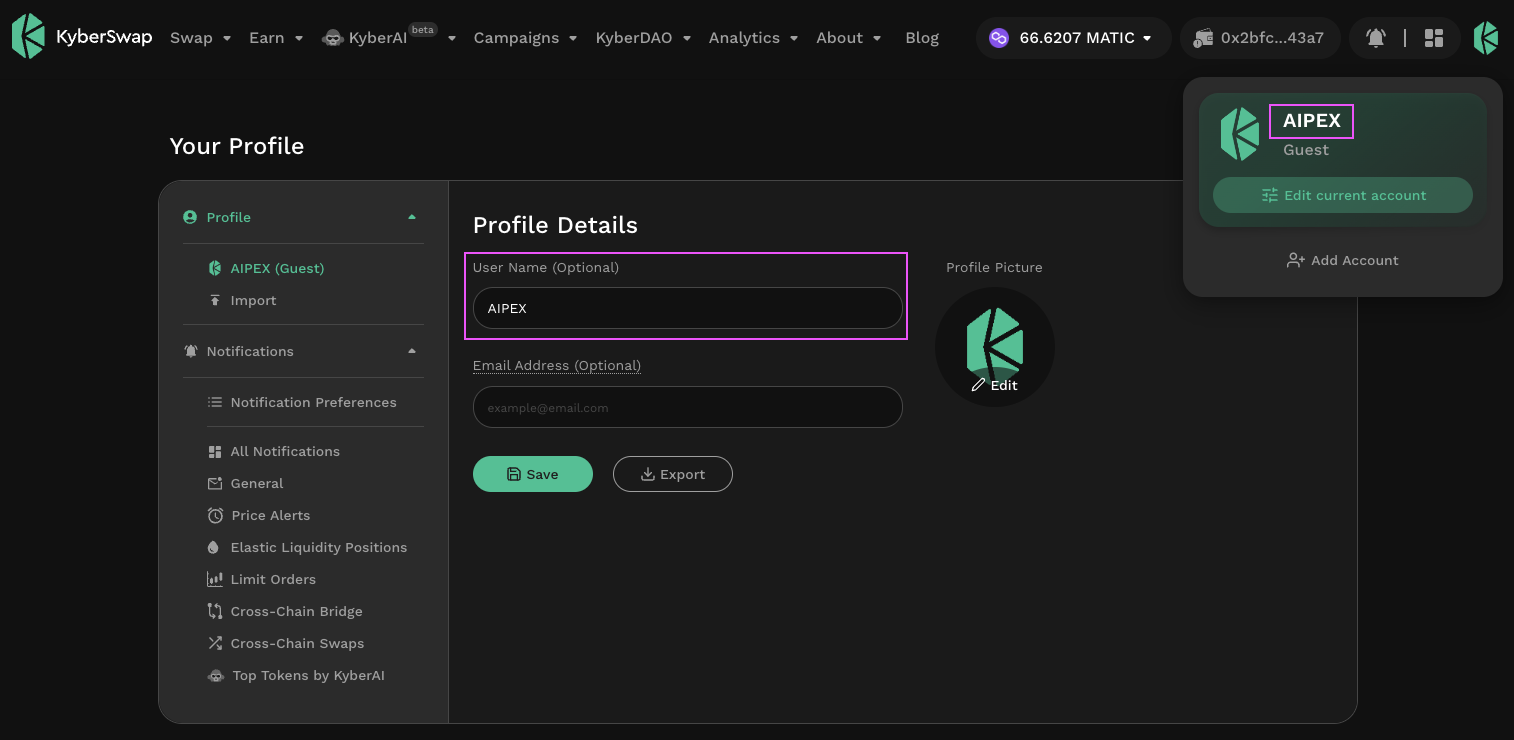 KyberSwap Swap Earn KyberAI beta Campaigns KyberDAO Analytics About Blog 66.6207 MATIC 0x2bfc...43a7
AIPEX
Guest
Edit current account
Add Account
Your Profile
Profile
AIPEX (Guest)
Import
Notifications
Notification Preferences
All Notifications
General
Price Alerts
Elastic Liquidity Positions
Limit Orders
Cross-Chain Bridge
Cross-Chain Swaps
Top Tokens by KyberAI
Profile Details
User Name (Optional)
AIPEX
Email Address (Optional)
example@email.com
Save Export
Profile Picture
Edit